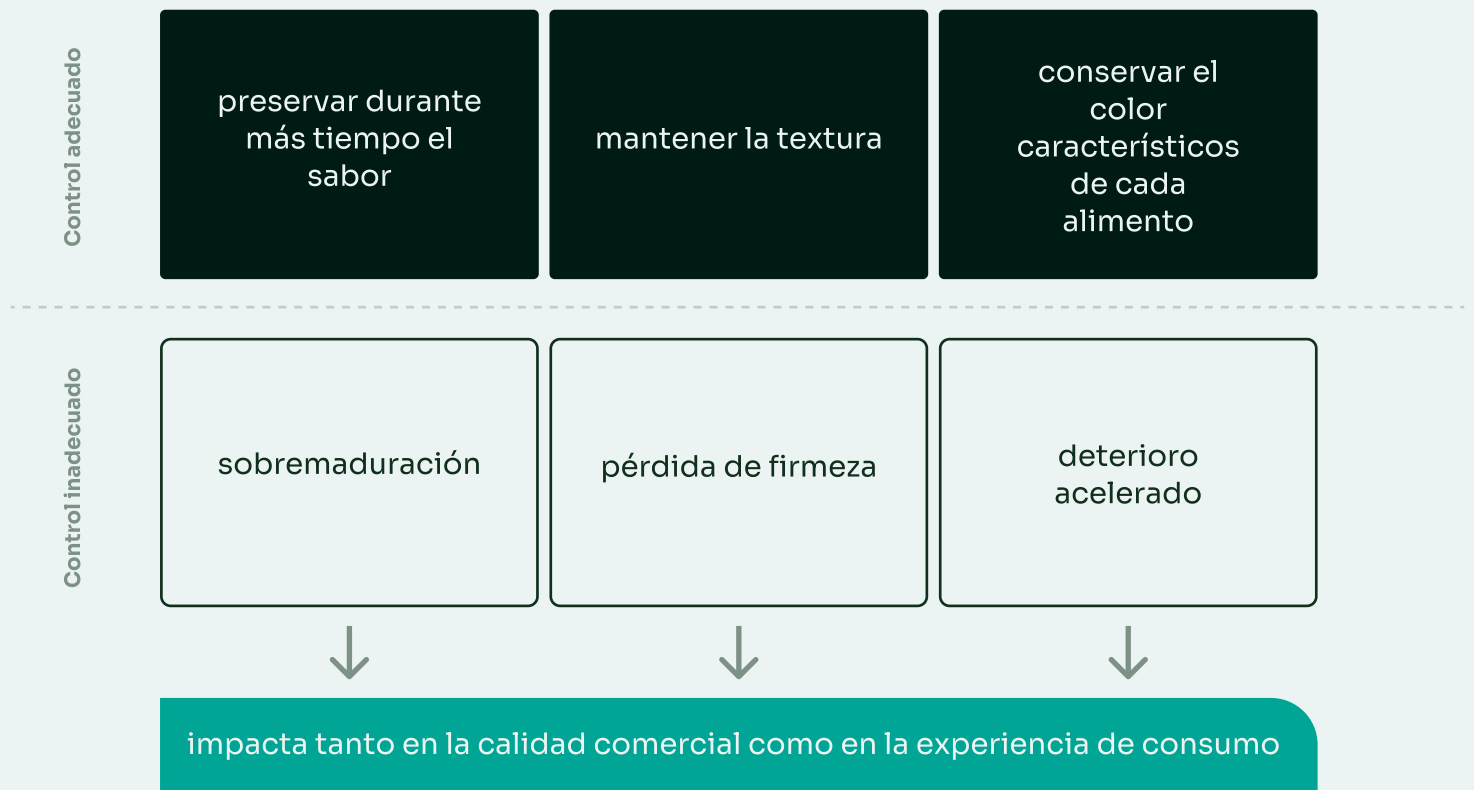 Control adecuado
preservar durante
más tiempo el
sabor
mantener la textura
conservar el
color
característicos
de cada
alimento
Control inadecuado
sobremaduración
pérdida de firmeza
deterioro
acelerado
impacta tanto en la calidad comercial como en la experiencia de consumo